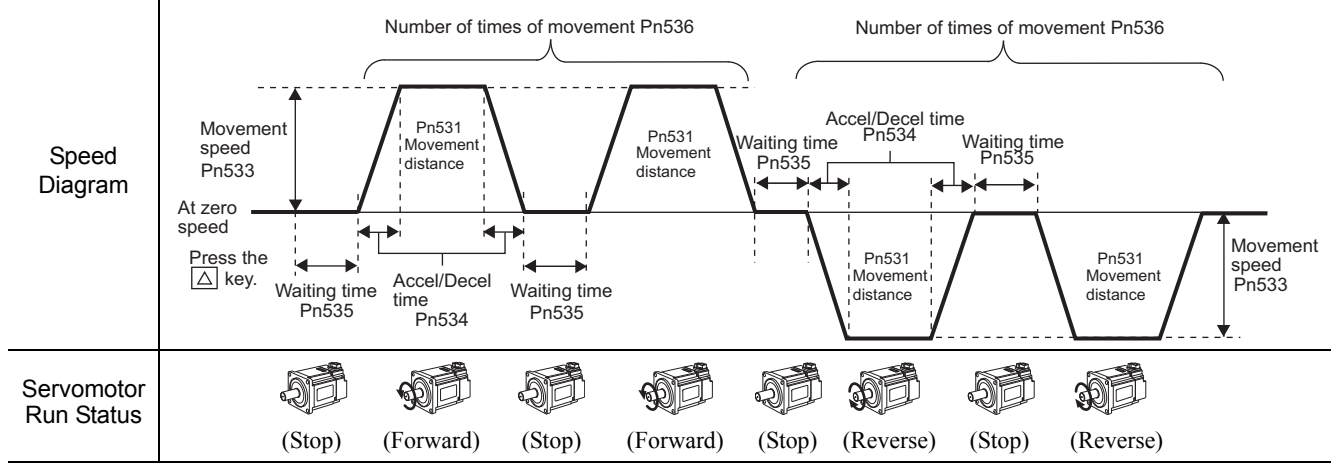 Number of times of movement Pn536
Number of times of movement Pn536
Speed
Diagram
Movement
speed
Pn533
Pn531
Movement
distance
Pn531
Movement
distance
Waiting time
Pn535
Accel/Decel time
Pn534
Waiting time
Pn535
At zero
speed
Press the
△ key.
Waiting time
Pn535
Accel/Decel
time
Pn534
Waiting time
Pn535
Pn531
Movement
distance
Pn531
Movement
distance
Movement
speed
Pn533
Servomotor
Run Status
(Stop)
(Forward)
(Stop)
(Forward)
(Stop)
(Reverse)
(Stop)
(Reverse)